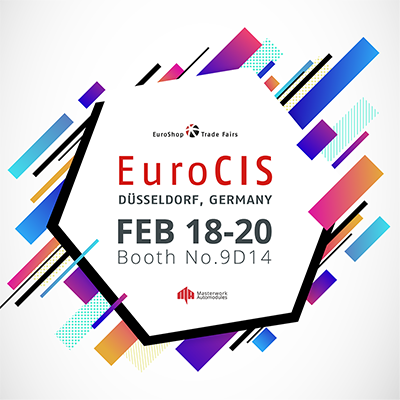 EuroShop Trade Fairs
EuroCIS
DÜSSELDORF, GERMANY
FEB 18-20
Booth No.9D14
Masterwork
Automodules